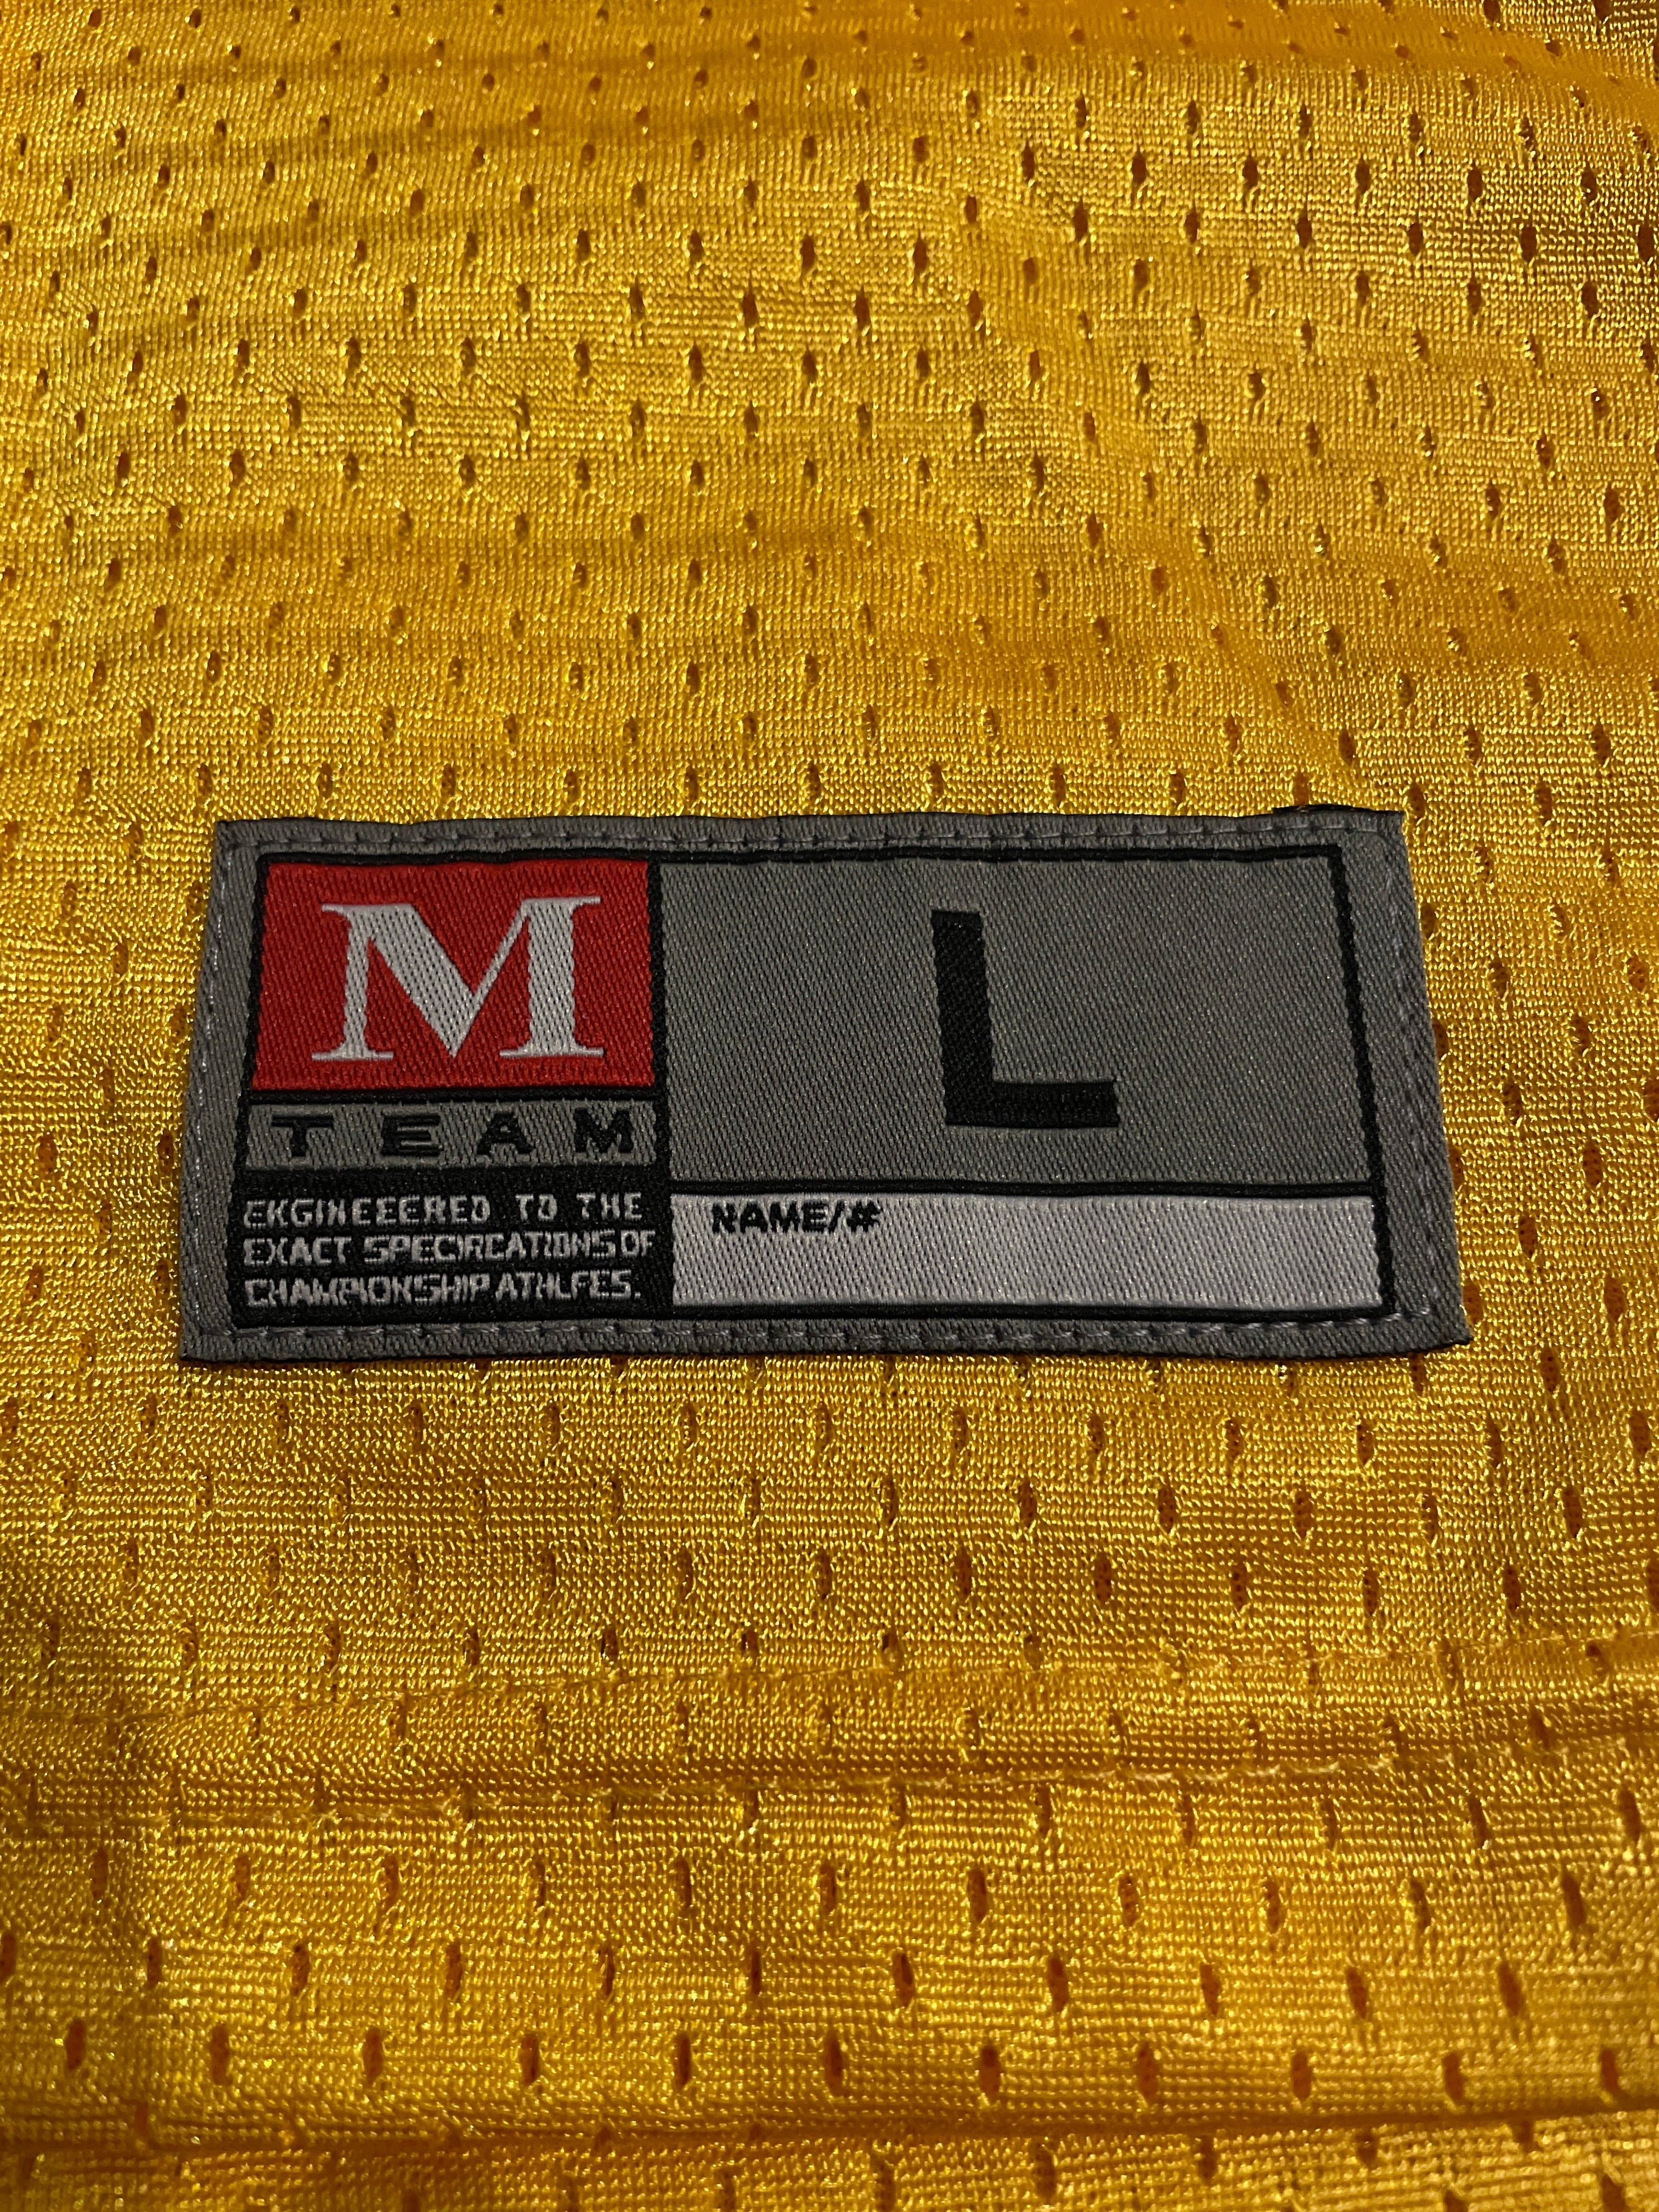 M
TEAM
L
EKGINEEERED TO THE
EXACT SPECIRCATIONS OF
CHAMPIONSHIP ATHLFES.
NAME/#